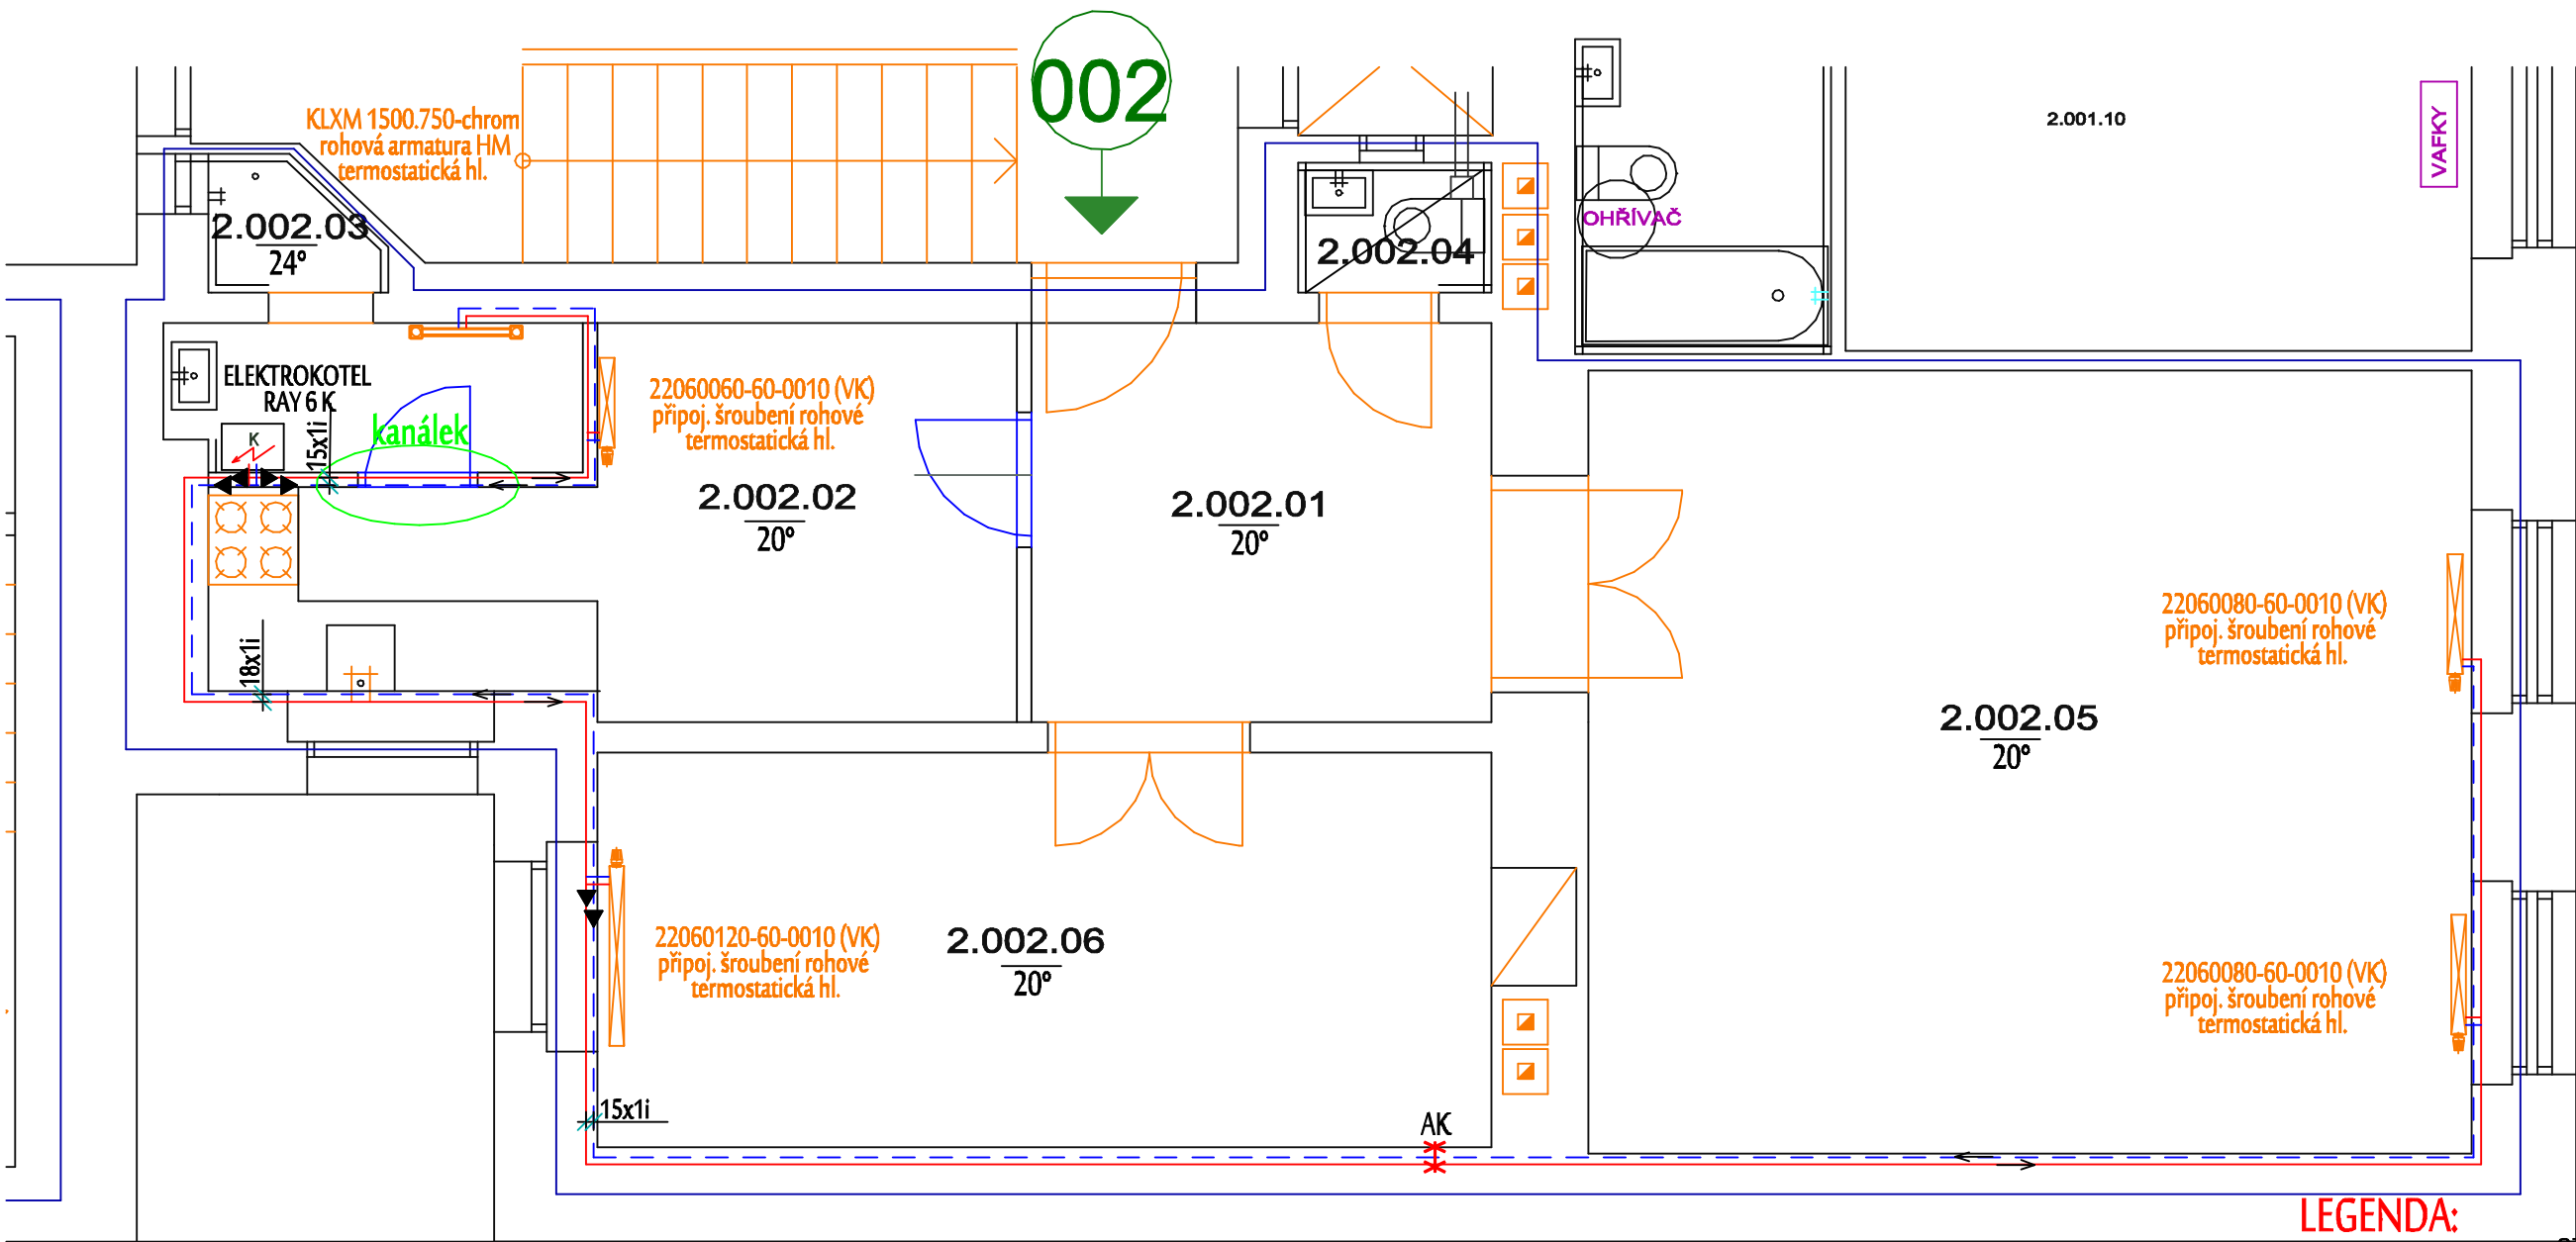 002
KLXM 1500.750-chrom
rohová armatura HM
termostatická hl.
2.001.10
VAFKY
OHŘÍVAČ
2.002.03
24°
2.002.04
ELEKTROKOTEL
RAY 6 K
K
15x1i
kanálek
22060060-60-0010 (VK)
připoj. šroubení rohové
termostatická hl.
2.002.02
20°
2.002.01
20°
18x1i
22060080-60-0010 (VK)
připoj. šroubení rohové
termostatická hl.
2.002.05
20°
22060120-60-0010 (VK)
připoj. šroubení rohové
termostatická hl.
2.002.06
20°
22060080-60-0010 (VK)
připoj. šroubení rohové
termostatická hl.
15x1i
AK
LEGENDA: